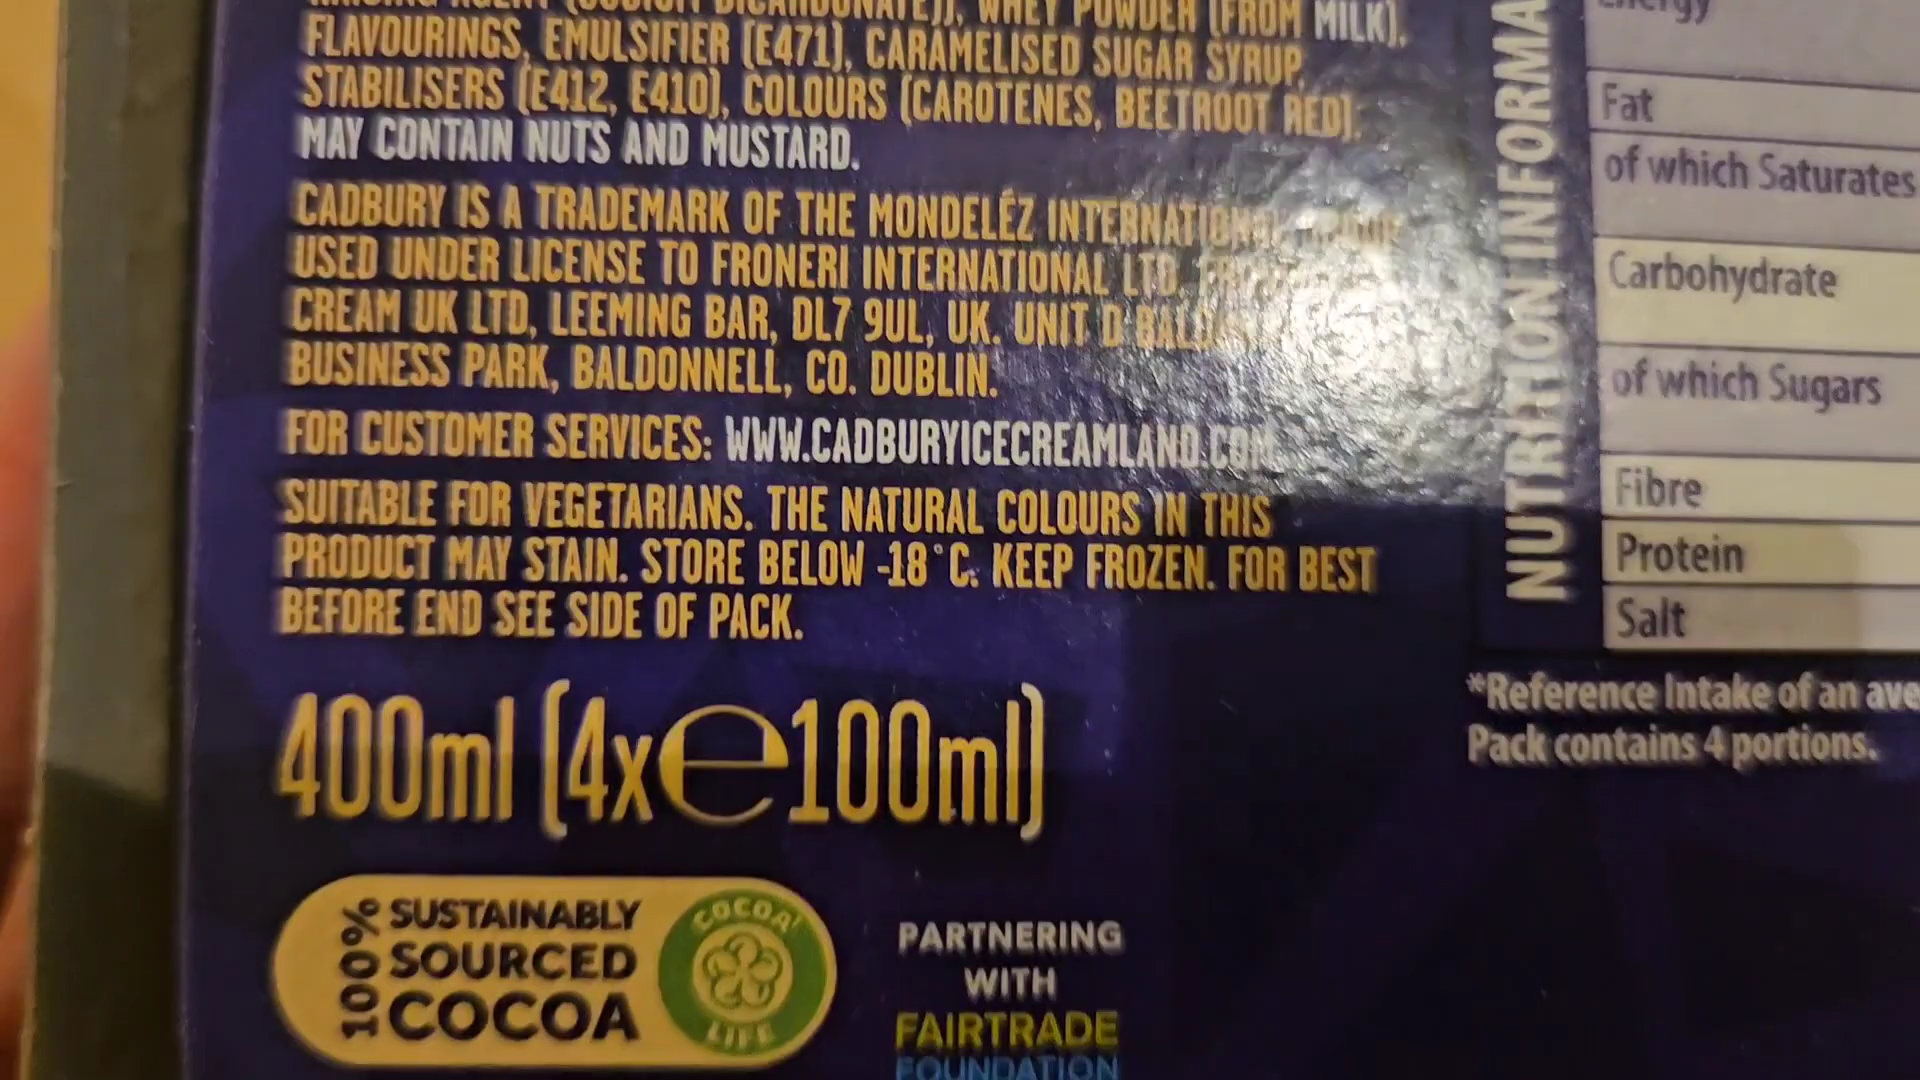 (FROM MILK),
FLAVOURINGS, EMULSIFIER (E471), CARAMELISED SUGAR SYRUP,
STABILISERS (E412, E410), COLOURS (CAROTENES, BEETROOT RED).
MAY CONTAIN NUTS AND MUSTARD.
CADBURY IS A TRADEMARK OF THE MONDELÉZ INTERNATIONAL
USED UNDER LICENSE TO FRONERI INTERNATIONAL LTD.
CREAM UK LTD, LEEMING BAR, DL7 9UL, UK. UNIT D
BUSINESS PARK, BALDONNELL, CO. DUBLIN.
FOR CUSTOMER SERVICES: WWW.CADBURYICECREAMLAND.COM
SUITABLE FOR VEGETARIANS. THE NATURAL COLOURS IN THIS
PRODUCT MAY STAIN. STORE BELOW -18°C. KEEP FROZEN. FOR BEST
BEFORE END SEE SIDE OF PACK.
400ml (4xe100ml)
100% SUSTAINABLY
SOURCED
COCOA
COCOA
LIFE
PARTNERING
WITH
FAIRTRADE
FOUNDATION
Energy
Fat
of which Saturates
Carbohydrate
of which Sugars
Fibre
Protein
Salt
*Reference Intake of an
Pack contains 4 portions.